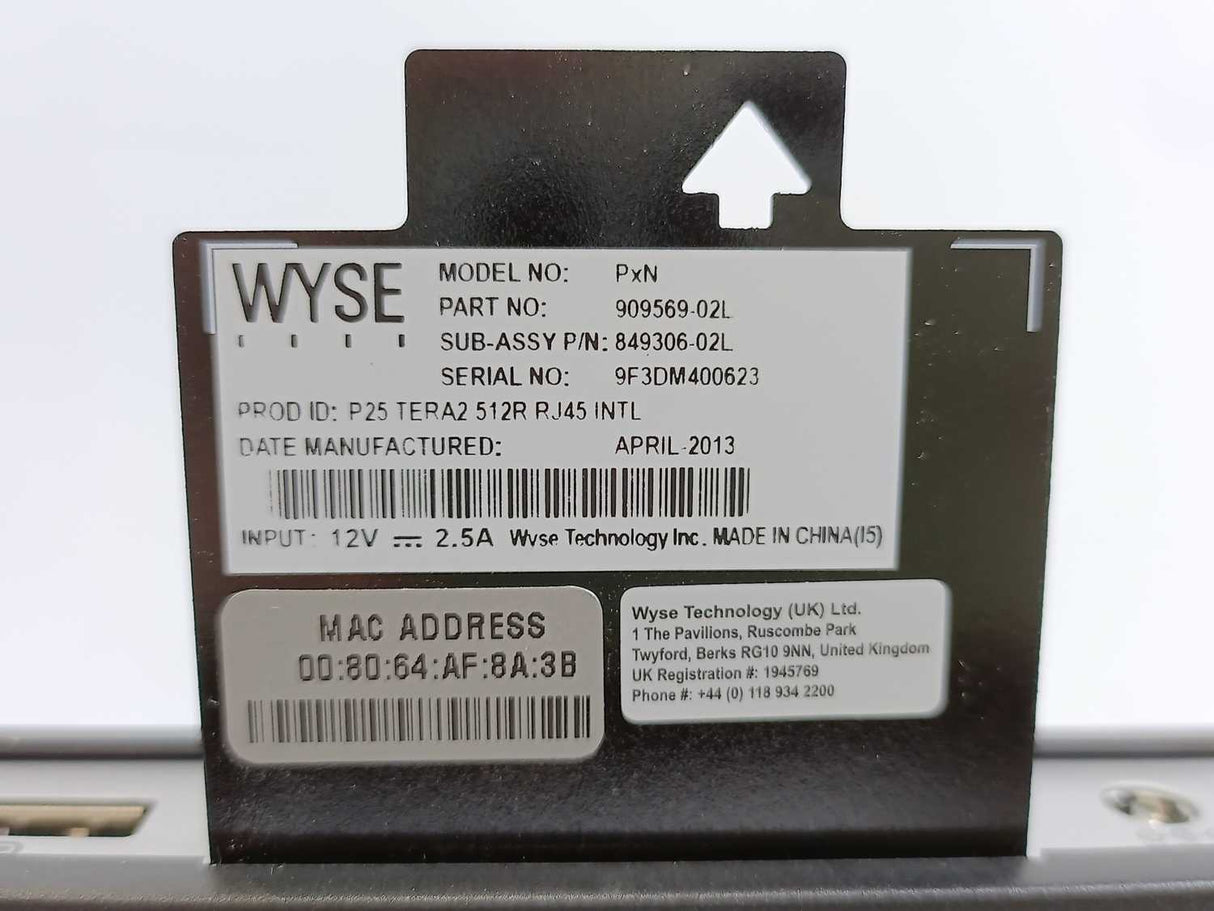 WYSE
MODEL NO: PxN
PART NO: 909569-02L
SUB-ASSY P/N: 849306-02L
SERIAL NO: 9F3DM400623
PROD ID: P25 TERA2 512R RJ45 INTL
DATE MANUFACTURED: APRIL-2013
INPUT: 12V ⎓ 2.5A Wyse Technology Inc. MADE IN CHINA(I5)
MAC ADDRESS
00:80:64:AF:8A:3B
Wyse Technology (UK) Ltd.
1 The Pavilions, Ruscombe Park
Twyford, Berks RG10 9NN, United Kingdom
UK Registration #: 1945769
Phone #: +44 (0) 118 934 2200